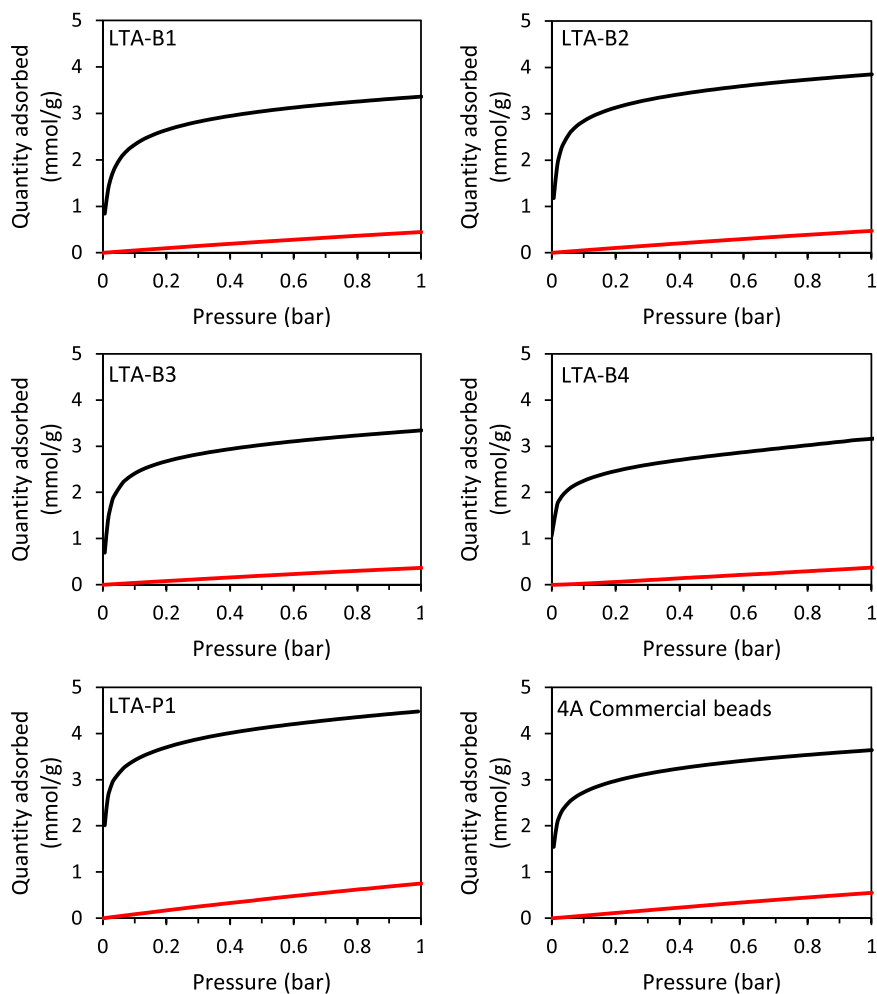 LTA-B1
Quantity adsorbed
(mmol/g)
5
4
3
2
1
0
0 0.2 0.4 0.6 0.8 1
Pressure (bar)
LTA-B2
Quantity adsorbed
(mmol/g)
5
4
3
2
1
0
0 0.2 0.4 0.6 0.8 1
Pressure (bar)
LTA-B3
Quantity adsorbed
(mmol/g)
5
4
3
2
1
0
0 0.2 0.4 0.6 0.8 1
Pressure (bar)
LTA-B4
Quantity adsorbed
(mmol/g)
5
4
3
2
1
0
0 0.2 0.4 0.6 0.8 1
Pressure (bar)
LTA-P1
Quantity adsorbed
(mmol/g)
5
4
3
2
1
0
0 0.2 0.4 0.6 0.8 1
Pressure (bar)
4A Commercial beads
Quantity adsorbed
(mmol/g)
5
4
3
2
1
0
0 0.2 0.4 0.6 0.8 1
Pressure (bar)